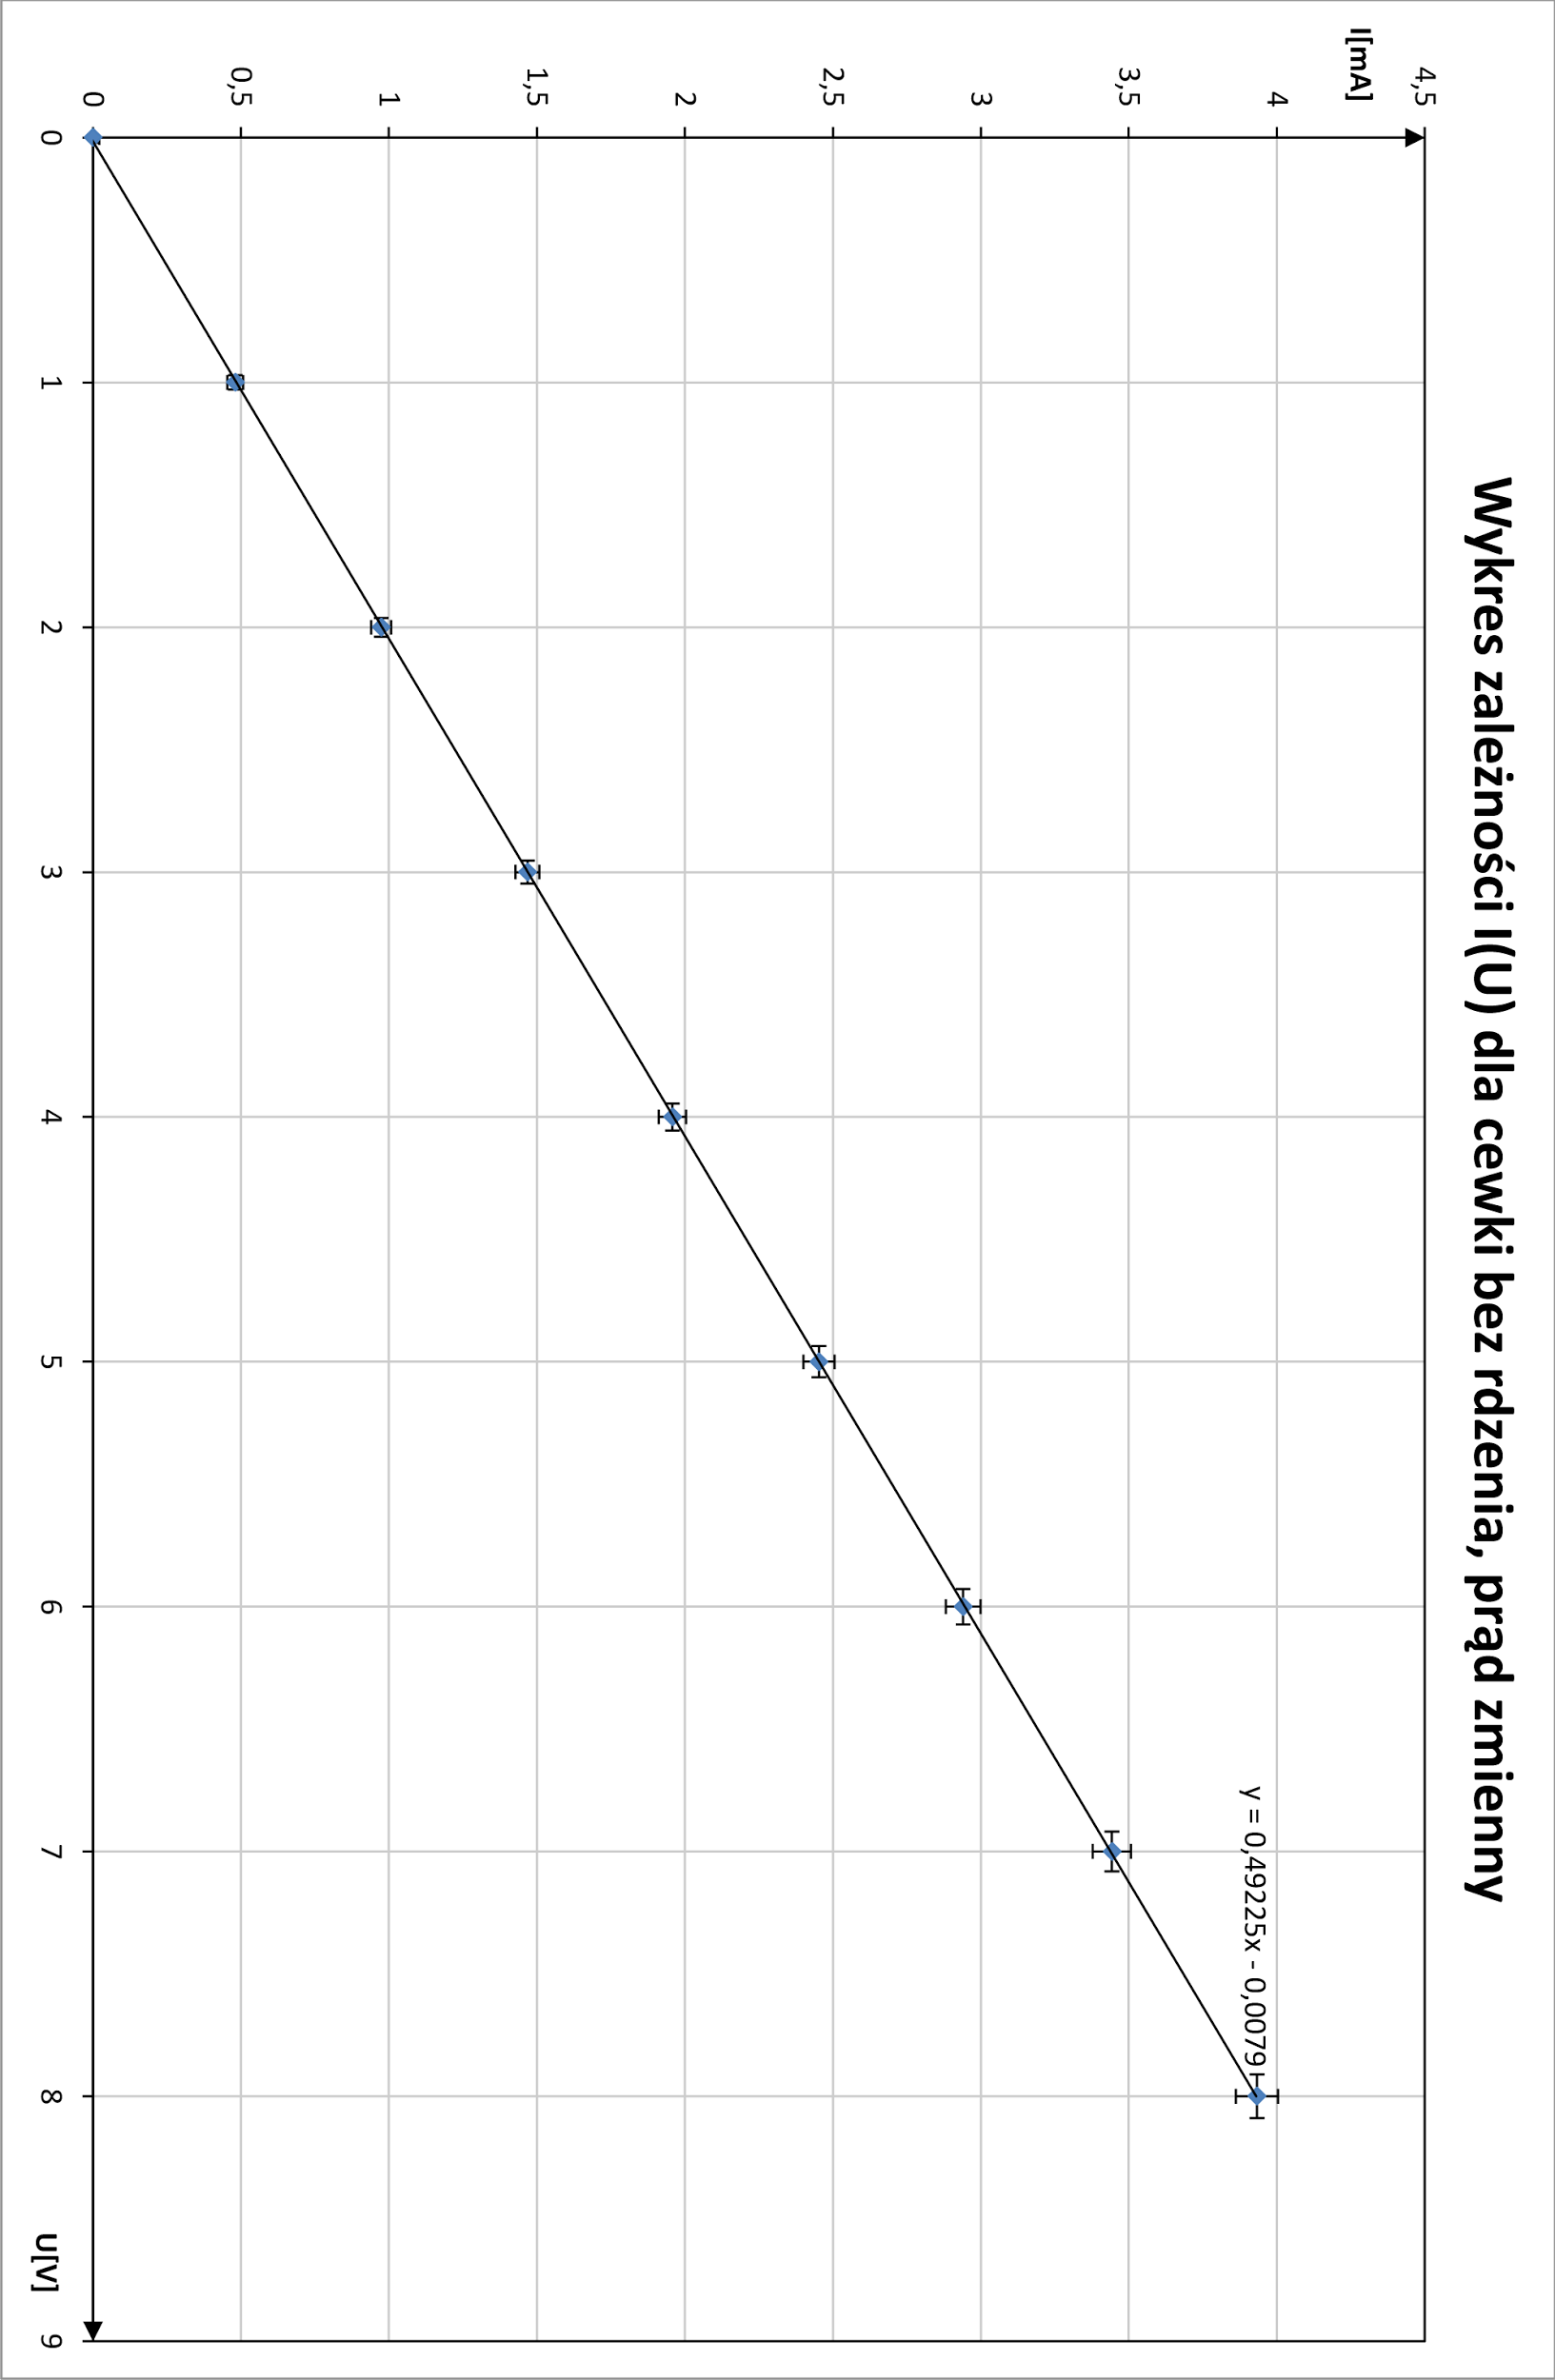 Wykres zależności I(U) dla cewki bez rdzenia, prąd zmienny
I[mA]
4,5
4
3,5
3
2,5
2
1,5
1
0,5
0
y = 0,49225x - 0,0079
0 1 2 3 4 5 6 7 8 9
U[V]